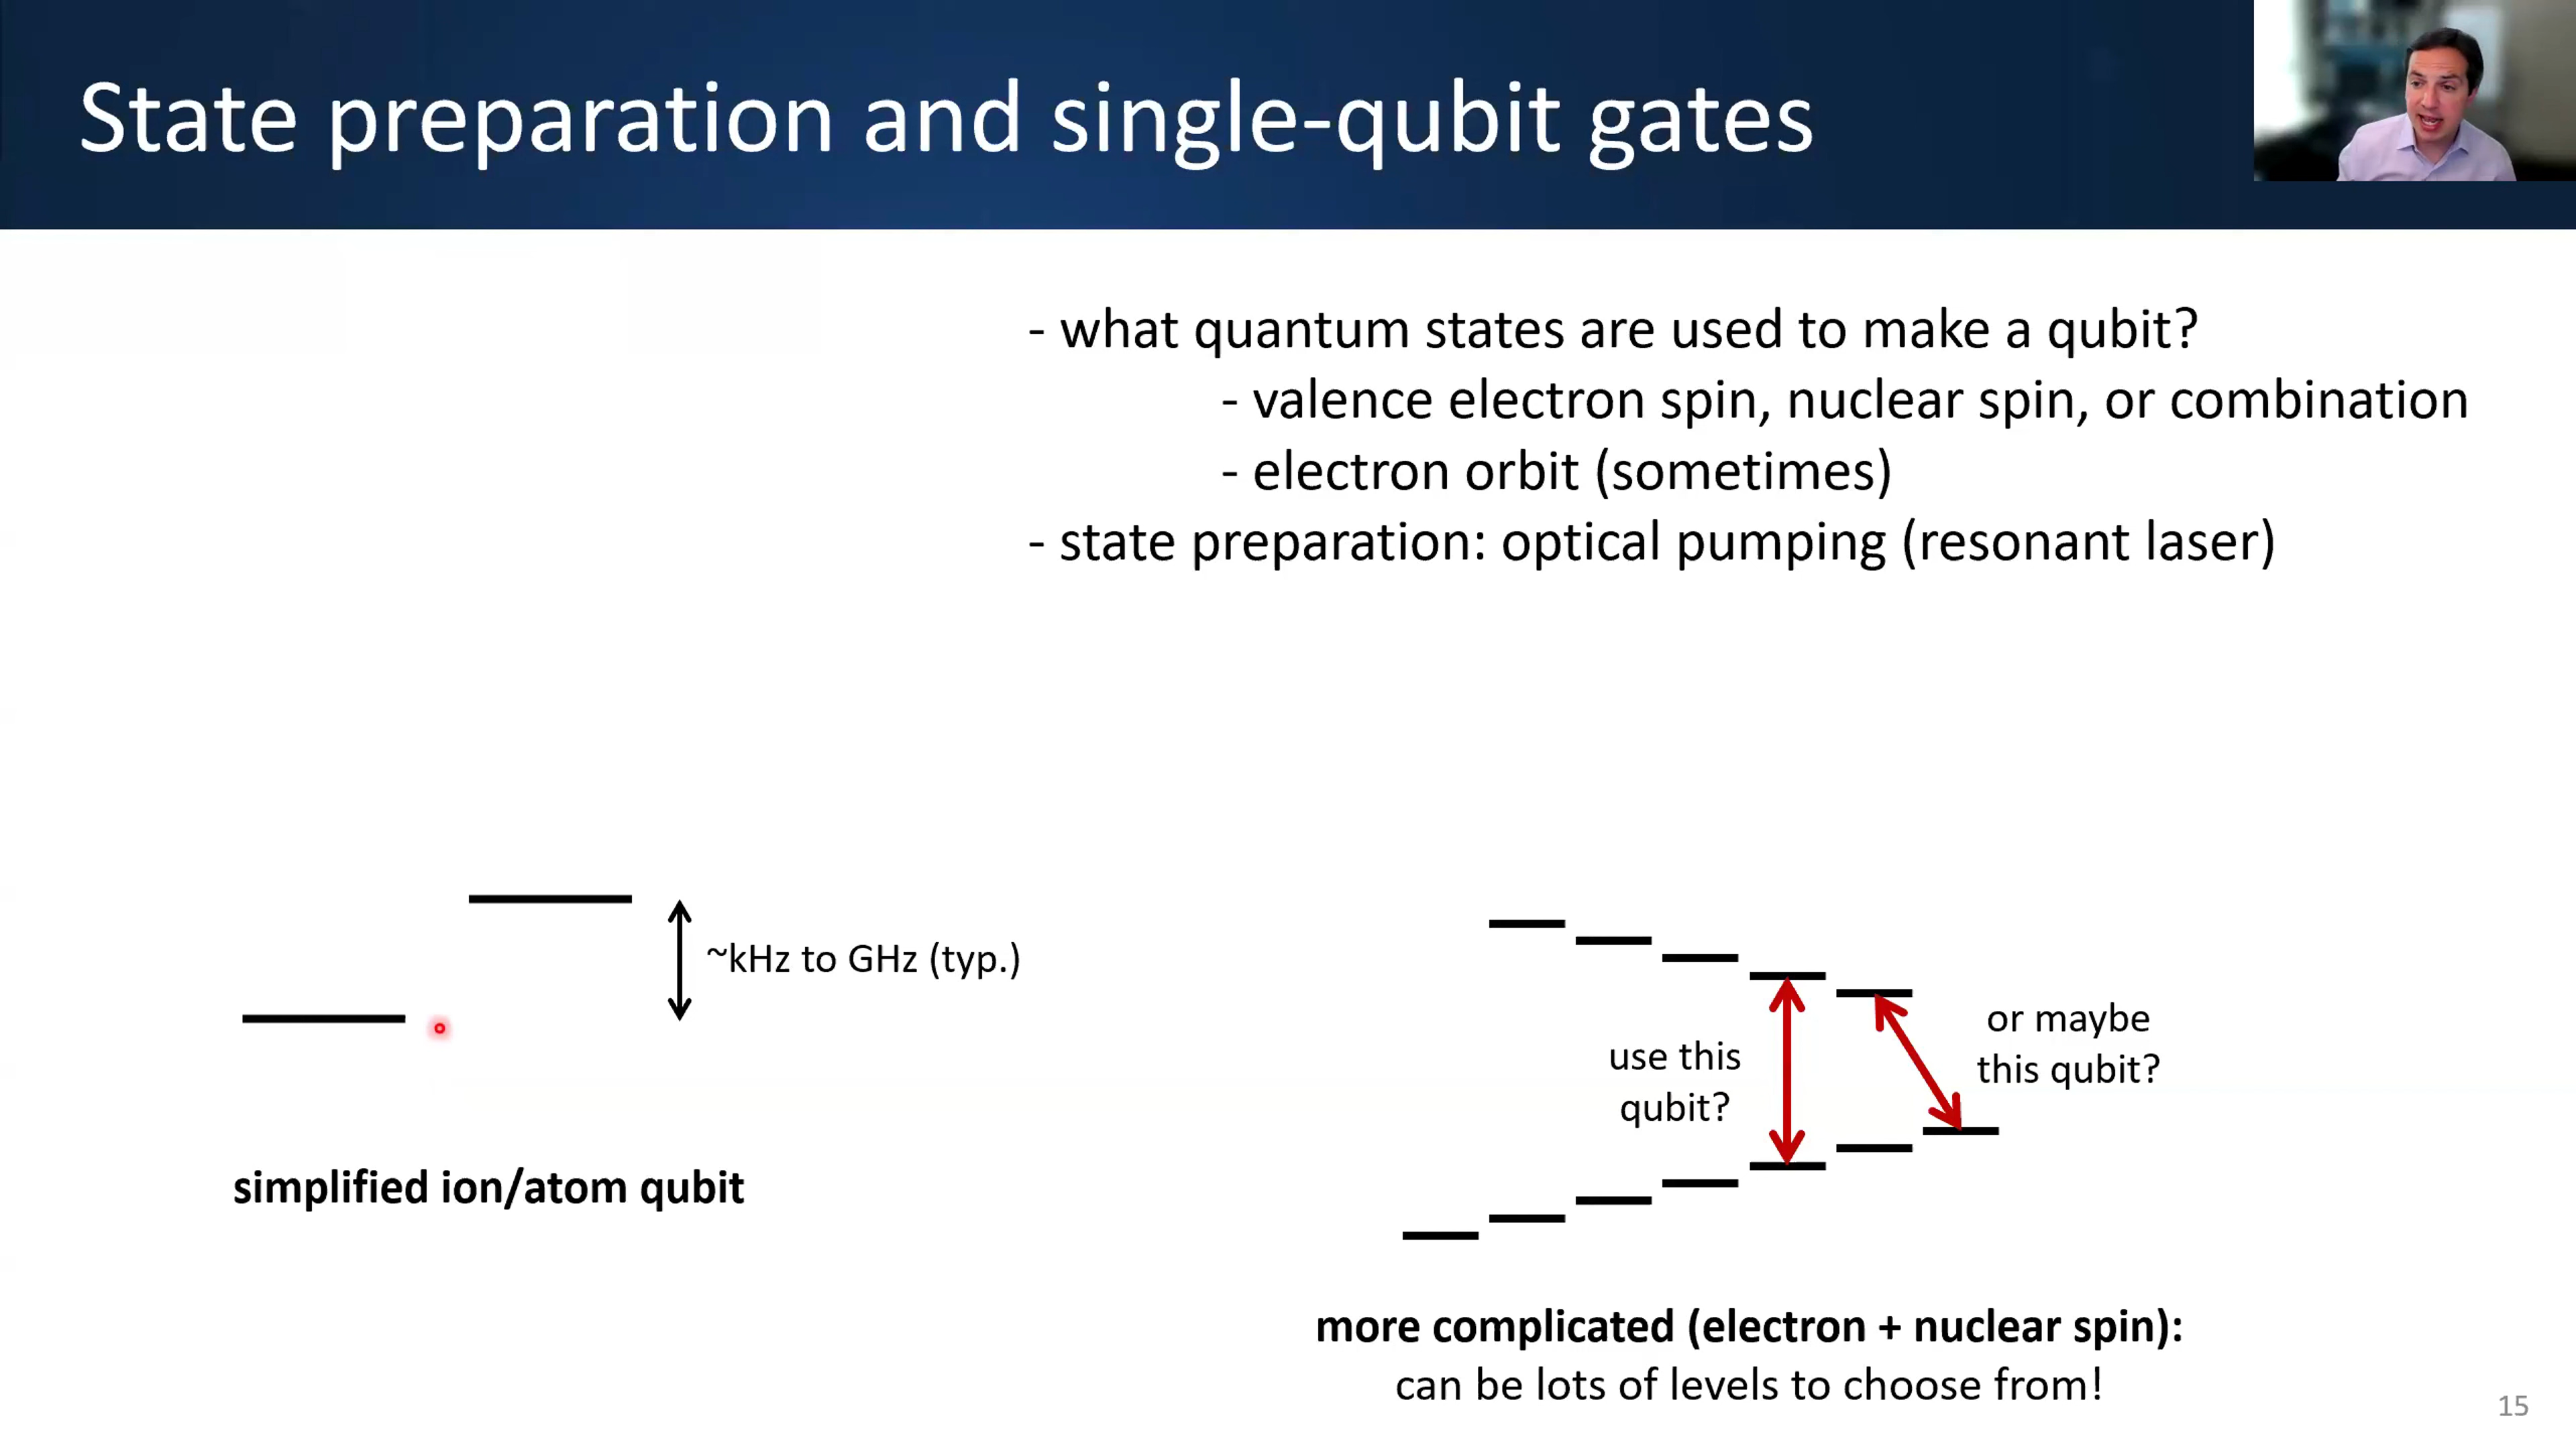 State preparation and single-qubit gates
- what quantum states are used to make a qubit?
- valence electron spin, nuclear spin, or combination
- electron orbit (sometimes)
- state preparation: optical pumping (resonant laser)
~kHz to GHz (typ.)
simplified ion/atom qubit
use this
qubit?
or maybe
this qubit?
more complicated (electron + nuclear spin):
can be lots of levels to choose from!
15